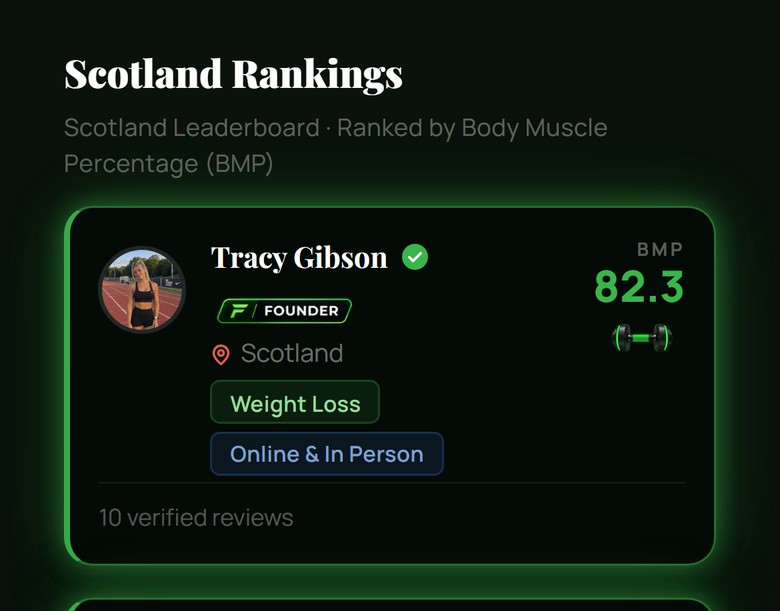 Scotland Rankings
Scotland Leaderboard · Ranked by Body Muscle
Percentage (BMP)
Tracy Gibson
BMP
82.3
FOUNDER
Scotland
Weight Loss
Online & In Person
10 verified reviews